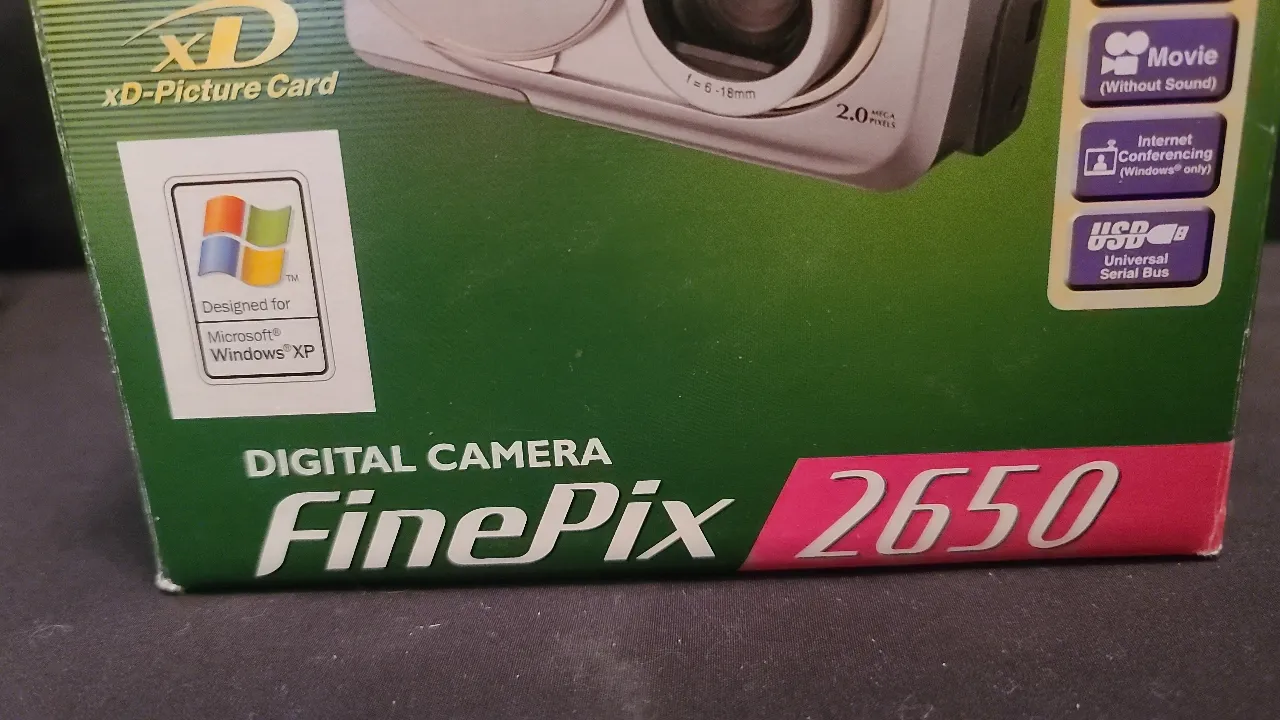 xD
xD-Picture Card
f = 6 -18mm
2.0 MEGA
PIXELS
Movie
(Without Sound)
Internet
Conferencing
(Windows® only)
USB
Universal
Serial Bus
TM
Designed for
Microsoft®
Windows® XP
DIGITAL CAMERA
FinePix 2650